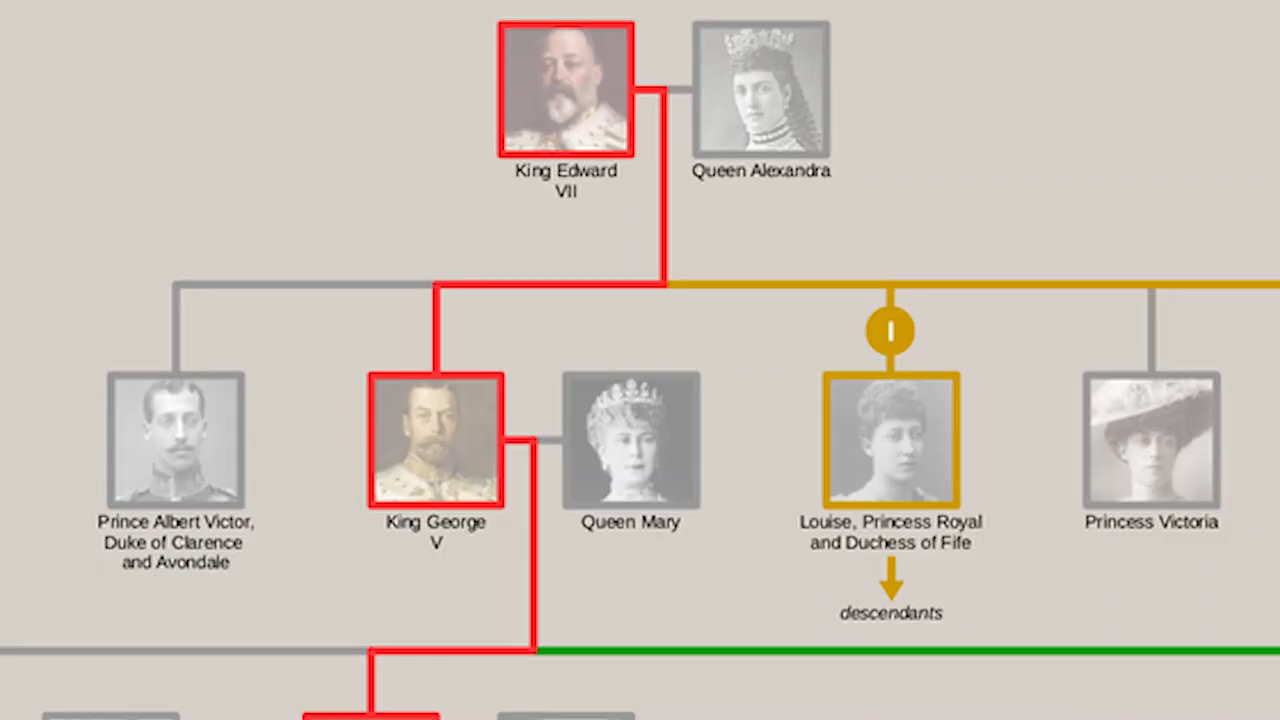 King Edward
VII
Queen Alexandra
I
Prince Albert Victor,
Duke of Clarence
and Avondale
King George
V
Queen Mary
Louise, Princess Royal
and Duchess of Fife
descendants
Princess Victoria